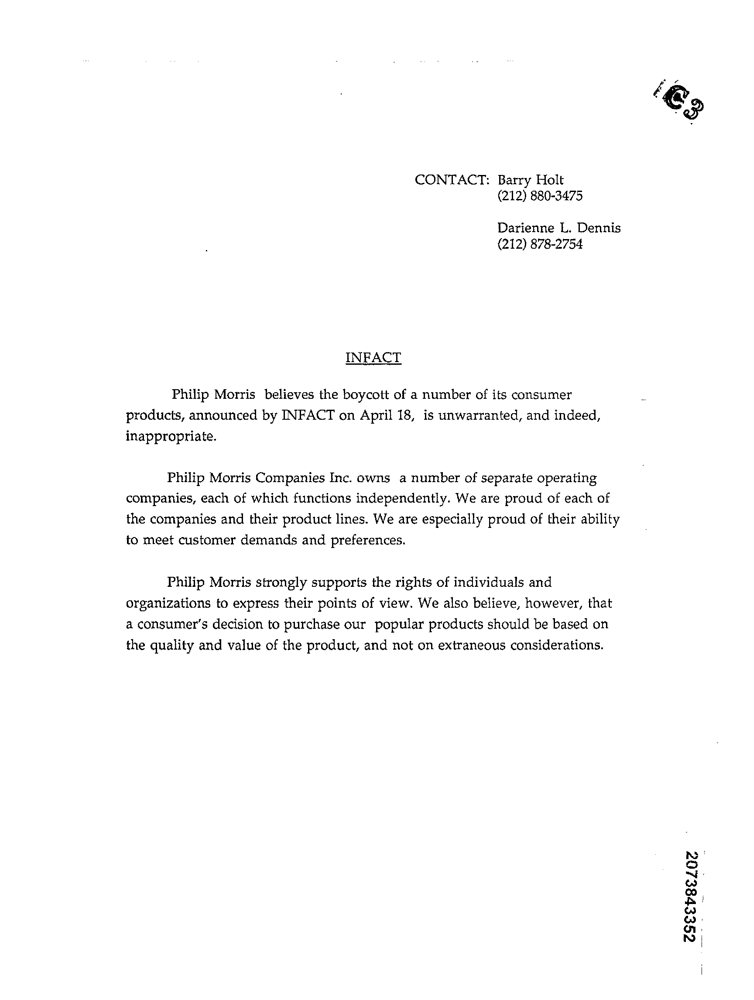 CONTACT: Barry Holt
(212) 880-3475
Darienne L. Dennis
(212) 878-2754
INFACT
Philip Morris believes the boycott of a number of its consumer
products, announced by INFACT on April 18, is unwarranted, and indeed,
inappropriate.
Philip Morris Companies Inc. owns a number of separate operating
companies, each of which functions independently. We are proud of each of
the companies and their product lines. We are especially proud of their ability
to meet customer demands and preferences.
Philip Morris strongly supports the rights of individuals and
organizations to express their points of view. We also believe, however, that
a consumer's decision to purchase our popular products should be based on
the quality and value of the product, and not on extraneous considerations.
2073843352